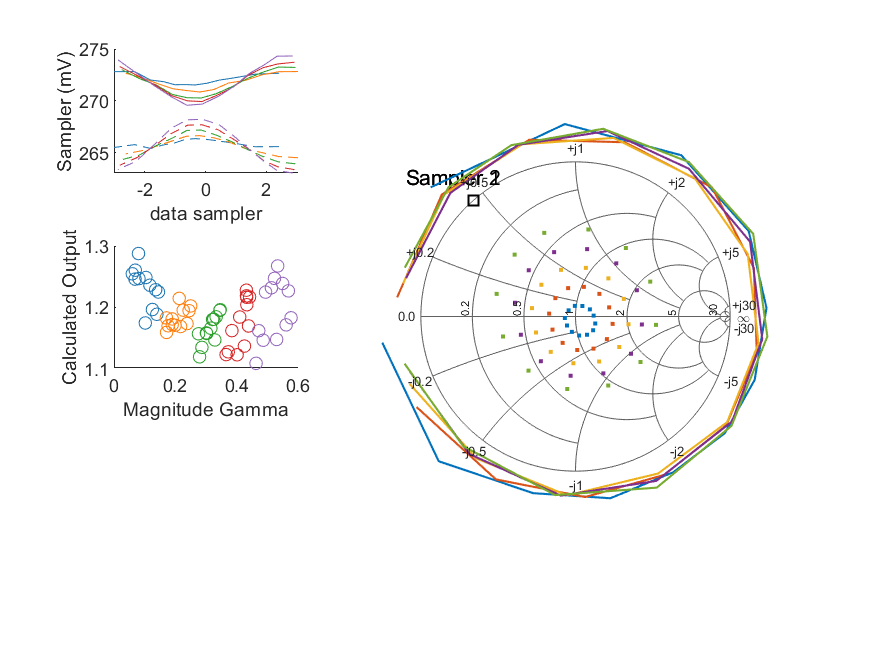 275
270
265
Sampler (mV)
-2 0 2
data sampler
1.3
1.2
1.1
Calculated Output
0 0.2 0.4 0.6
Magnitude Gamma
+j1
+j2
+j5
+j30
∞
-j30
-j5
-j2
-j1
-j0.5
-j0.2
0.0
+j0.2
0.2
0.5
1
2
5
30